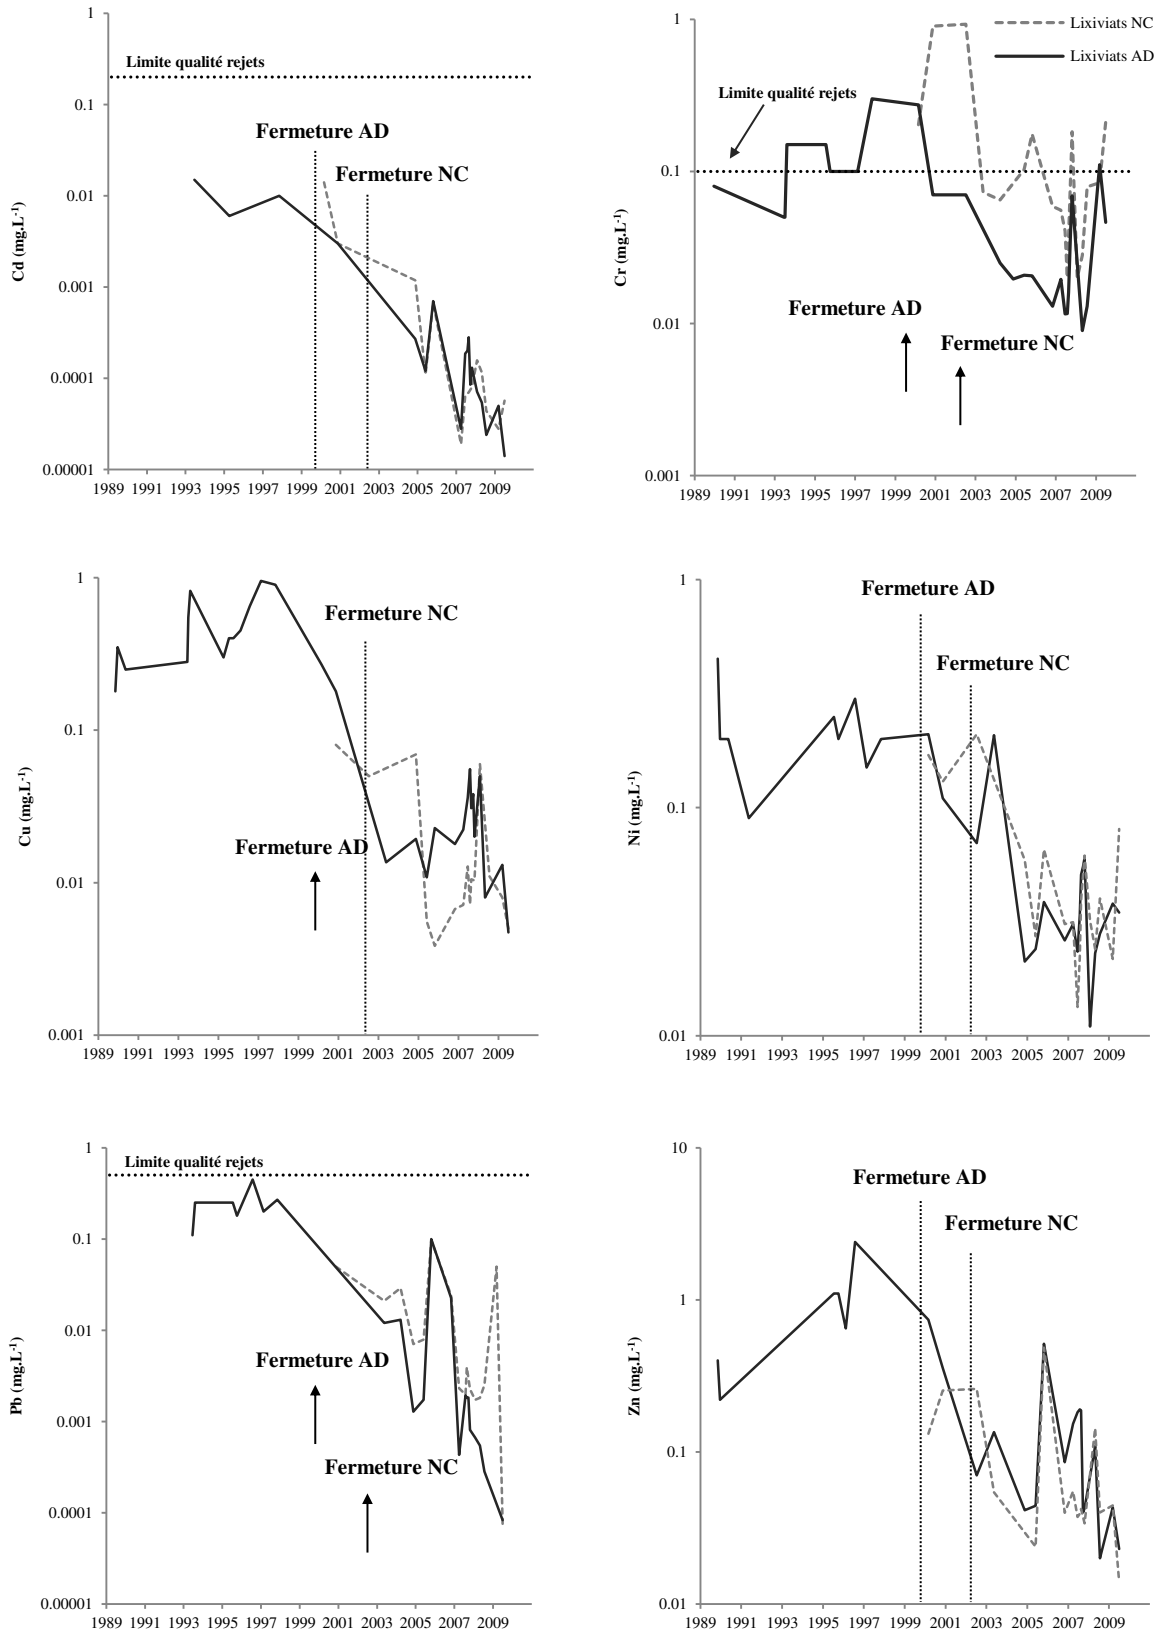 1
Limite qualité rejets
0.1
Fermeture AD
Fermeture NC
0.01
0.001
0.0001
0.00001
Cd (mg.L-1)
1989 1991 1993 1995 1997 1999 2001 2003 2005 2007 2009
1
Lixiviats NC
Lixiviats AD
Limite qualité rejets
0.1
Fermeture AD
0.01
Fermeture NC
0.001
Cr (mg.L-1)
1989 1991 1993 1995 1997 1999 2001 2003 2005 2007 2009
1
Fermeture NC
0.1
Fermeture AD
0.01
0.001
Cu (mg.L-1)
1989 1991 1993 1995 1997 1999 2001 2003 2005 2007 2009
1
Fermeture AD
Fermeture NC
0.1
0.01
Ni (mg.L-1)
1989 1991 1993 1995 1997 1999 2001 2003 2005 2007 2009
1
Limite qualité rejets
0.1
0.01
Fermeture AD
0.001
Fermeture NC
0.0001
0.00001
Pb (mg.L-1)
1989 1991 1993 1995 1997 1999 2001 2003 2005 2007 2009
10
Fermeture AD
Fermeture NC
1
0.1
0.01
Zn (mg.L-1)
1989 1991 1993 1995 1997 1999 2001 2003 2005 2007 2009